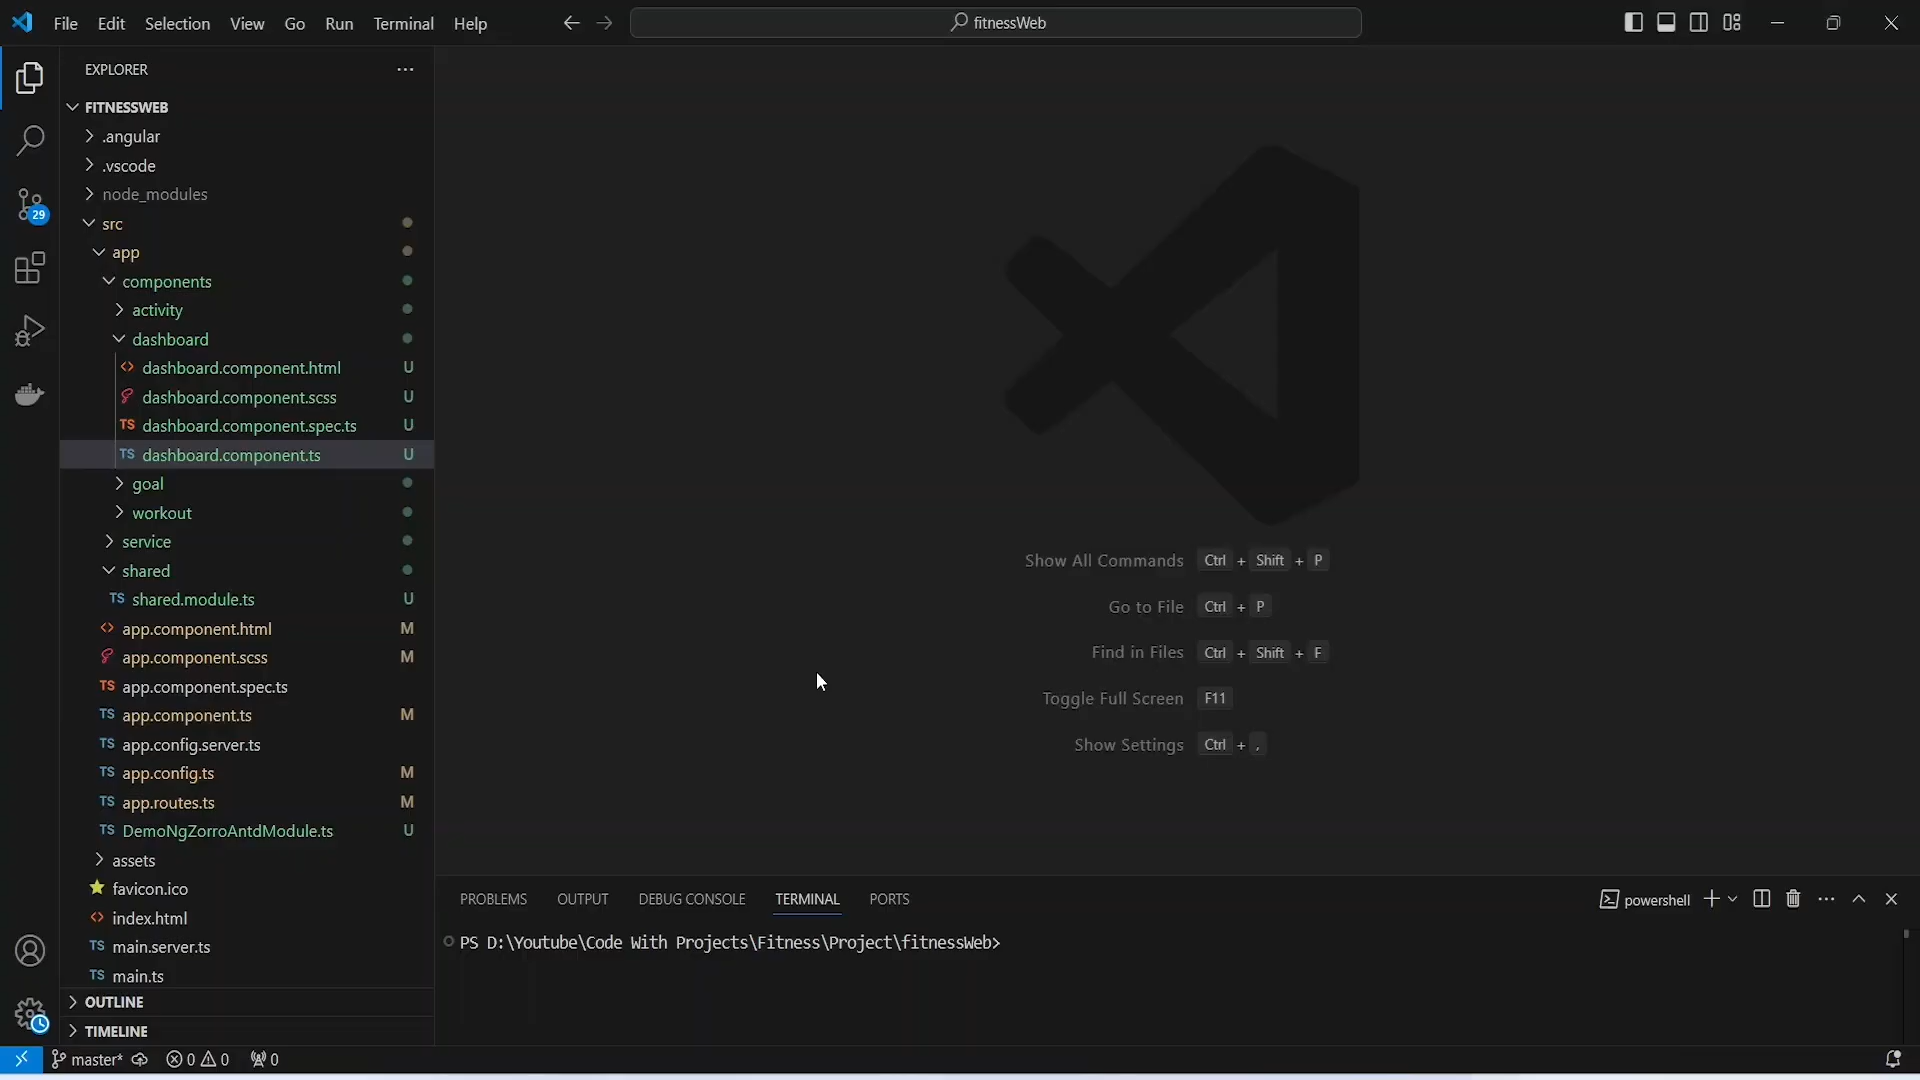 File Edit Selection View Go Run Terminal Help
fitnessWeb
EXPLORER
FITNESSWEB
.angular
.vscode
node_modules
src
app
components
activity
dashboard
dashboard.component.html U
dashboard.component.scss U
TS dashboard.component.spec.ts U
TS dashboard.component.ts U
goal
workout
service
shared
TS shared.module.ts U
app.component.html M
app.component.scss M
TS app.component.spec.ts
TS app.component.ts M
TS app.config.server.ts
TS app.config.ts M
TS app.routes.ts M
TS DemoNgZorroAntdModule.ts U
assets
favicon.ico
index.html
TS main.server.ts
TS main.ts
OUTLINE
TIMELINE
29
Show All Commands Ctrl + Shift + P
Go to File Ctrl + P
Find in Files Ctrl + Shift + F
Toggle Full Screen F11
Show Settings Ctrl + ,
PROBLEMS OUTPUT DEBUG CONSOLE TERMINAL PORTS
powershell
PS D:\Youtube\Code With Projects\Fitness\Project\fitnessWeb>
master* 0 0 0